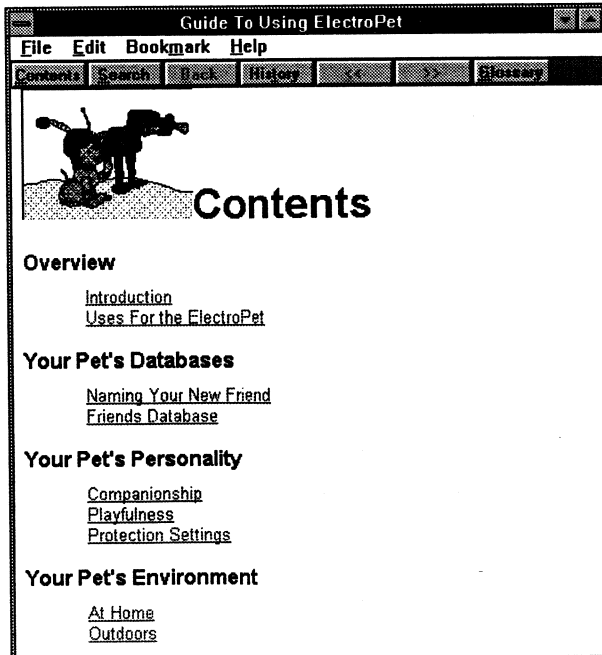 Guide To Using ElectroPet
File Edit Bookmark Help
Contents Search Back History << >> Glossary
Contents
Overview
Introduction
Uses For the ElectroPet
Your Pet's Databases
Naming Your New Friend
Friends Database
Your Pet's Personality
Companionship
Playfulness
Protection Settings
Your Pet's Environment
At Home
Outdoors